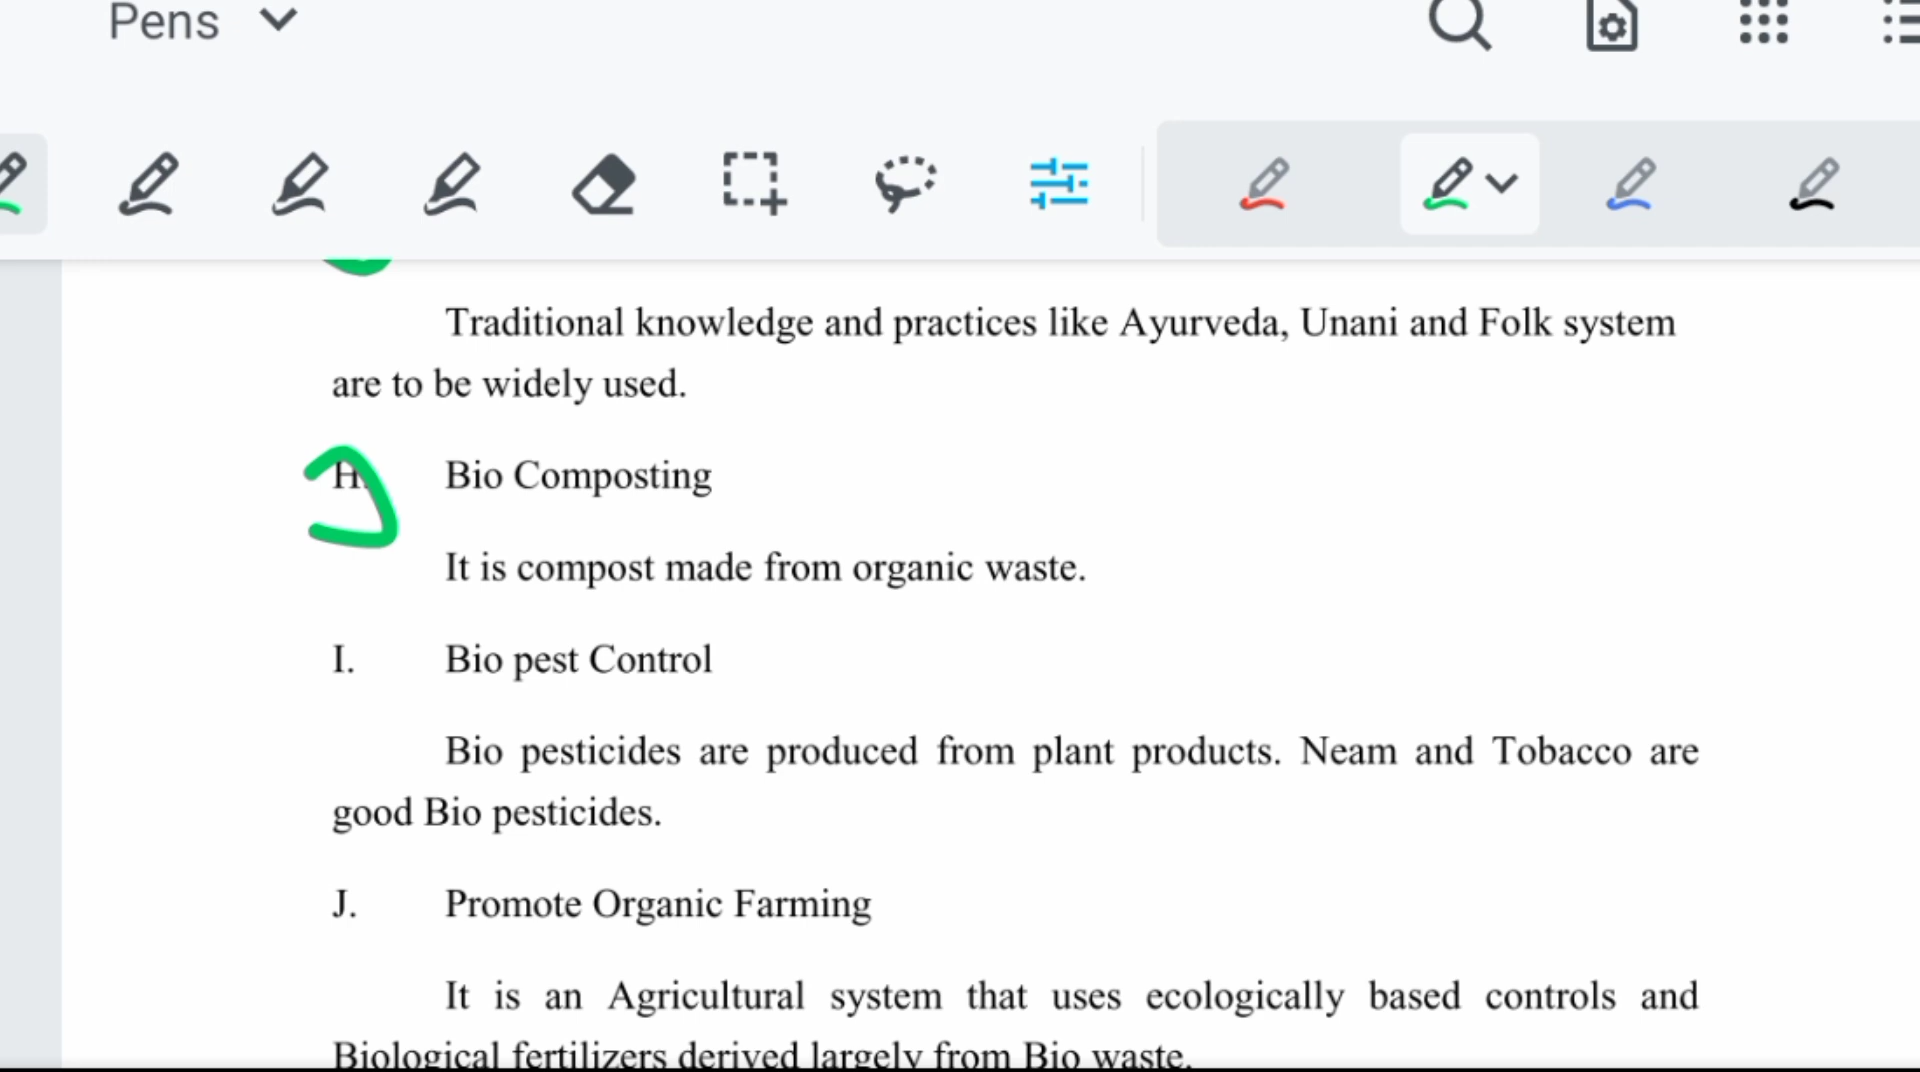 Pens
Traditional knowledge and practices like Ayurveda, Unani and Folk system
are to be widely used.
H. Bio Composting
It is compost made from organic waste.
I. Bio pest Control
Bio pesticides are produced from plant products. Neam and Tobacco are
good Bio pesticides.
J. Promote Organic Farming
It is an Agricultural system that uses ecologically based controls and
Biological fertilizers derived largely from Bio waste.